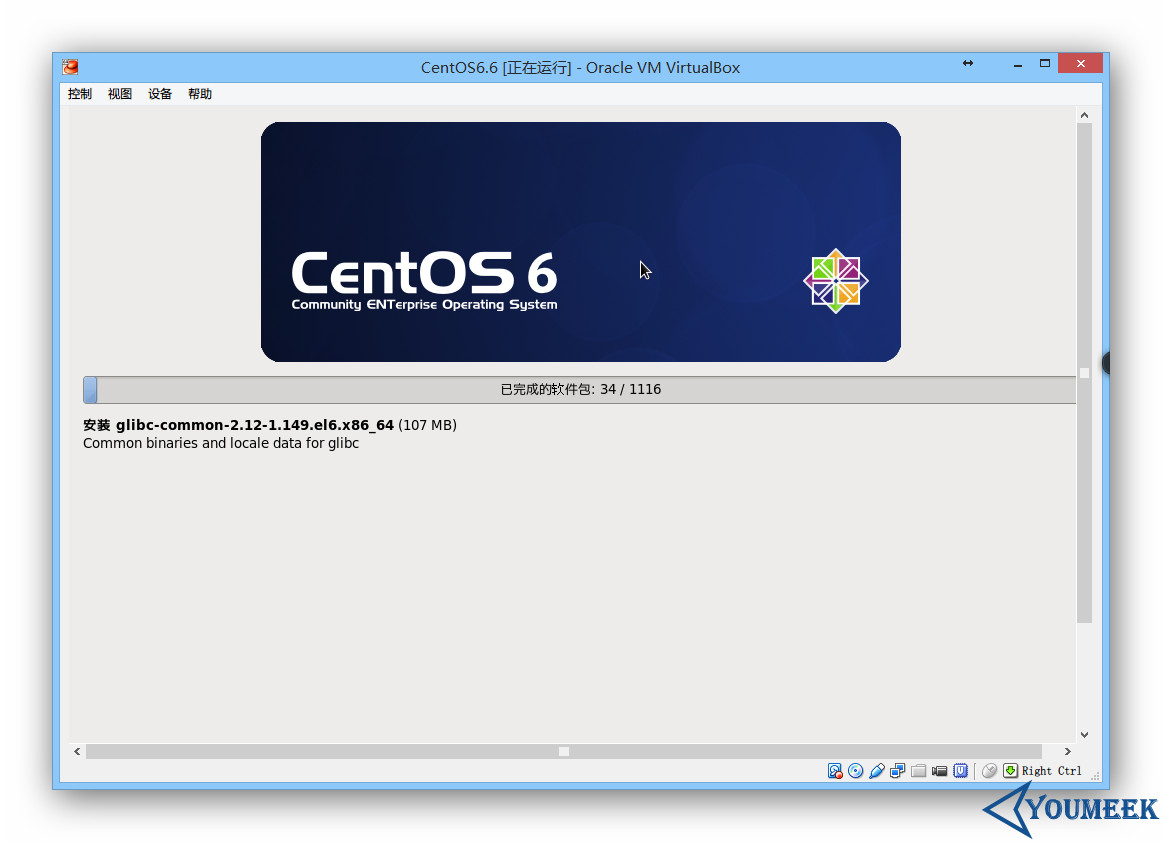 CentOS6.6 [正在运行] - Oracle VM VirtualBox
控制 视图 设备 帮助
CentOS 6
Community ENTerprise Operating System
已完成的软件包: 34 / 1116
安装 glibc-common-2.12-1.149.el6.x86_64 (107 MB)
Common binaries and locale data for glibc
Right Ctrl
YOUMEEK